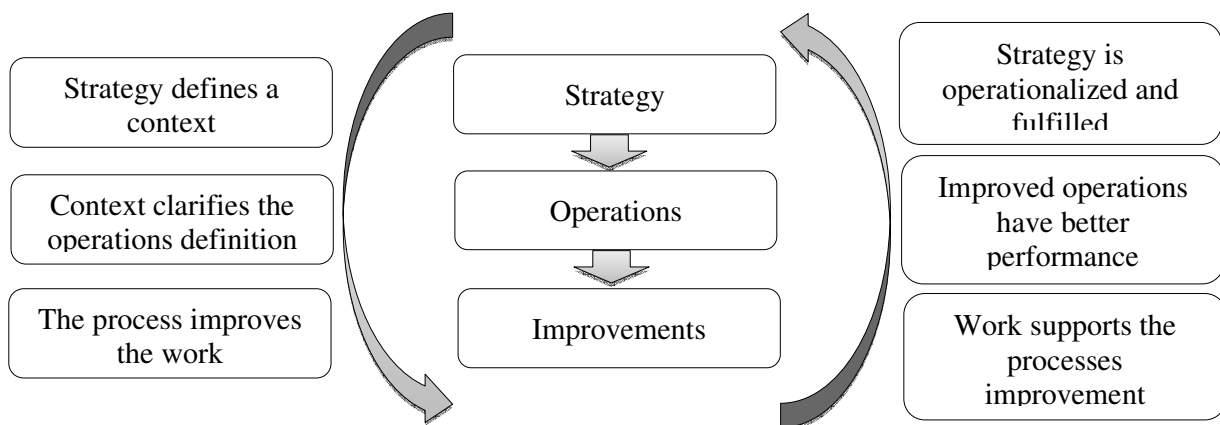 Strategy defines a
context
Context clarifies the
operations definition
The process improves
the work
Strategy
Operations
Improvements
Strategy is
operationalized and
fulfilled
Improved operations
have better
performance
Work supports the
processes
improvement